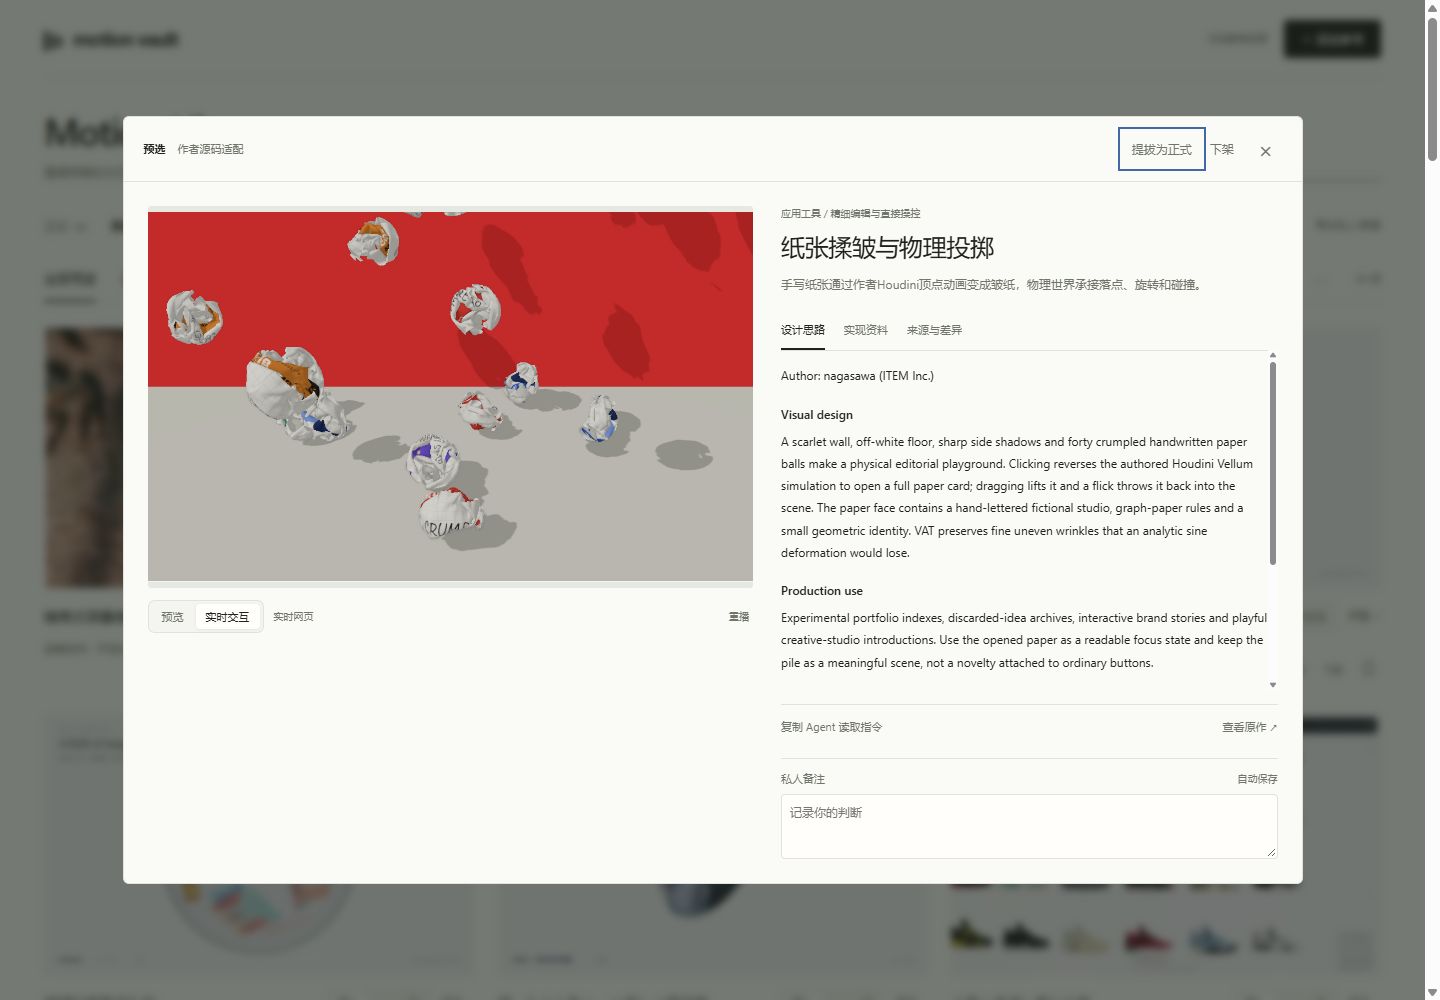 motion vault
预选 作者源码适配
提拔为正式 下架 ×
应用工具 / 精细编辑与直接操控
纸张揉皱与物理投掷
手写纸张通过作者Houdini顶点动画变成皱纸，物理世界承接落点、旋转和碰撞。
设计思路 实现资料 来源与差异
Author: nagasawa (ITEM Inc.)
Visual design
A scarlet wall, off-white floor, sharp side shadows and forty crumpled handwritten paper
balls make a physical editorial playground. Clicking reverses the authored Houdini Vellum
simulation to open a full paper card; dragging lifts it and a flick throws it back into the
scene. The paper face contains a hand-lettered fictional studio, graph-paper rules and a
small geometric identity. VAT preserves fine uneven wrinkles that an analytic sine
deformation would lose.
Production use
Experimental portfolio indexes, discarded-idea archives, interactive brand stories and playful
creative-studio introductions. Use the opened paper as a readable focus state and keep the
pile as a meaningful scene, not a novelty attached to ordinary buttons.
CRUMP
预览 实时交互 实时网页 重播
复制 Agent 读取指令 查看原作 ↗
私人备注 自动保存
记录你的判断